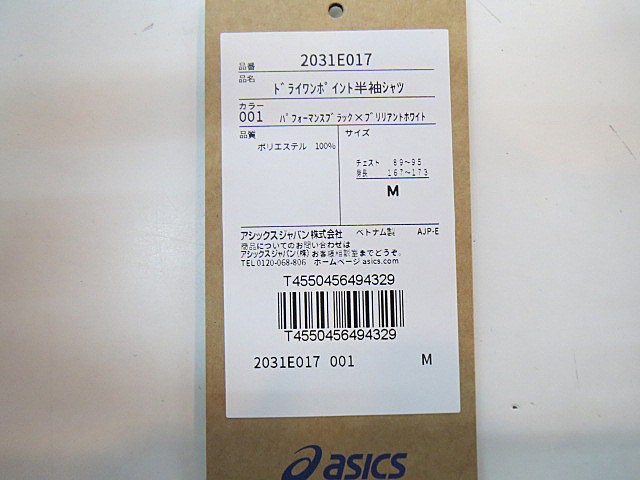 品番 2031E017
品名
ﾄﾞﾗｲﾜﾝﾎﾟｲﾝﾄ半袖ｼｬﾂ
カラー
001 ﾊﾟﾌｫｰﾏﾝｽﾌﾞﾗｯｸ×ﾌﾞﾘﾘｱﾝﾄﾎﾜｲﾄ
品質 サイズ
ポリエステル 100%
チェスト 89～95
身長 167～173
M
アシックスジャパン株式会社 ベトナム製 AJP-E
商品についてのお問い合わせは
アシックスジャパン(株)お客様相談室までどうぞ。
TEL 0120-068-806 ホームページ asics.com
T4550456494329
T4550456494329
2031E017 001 M
asics